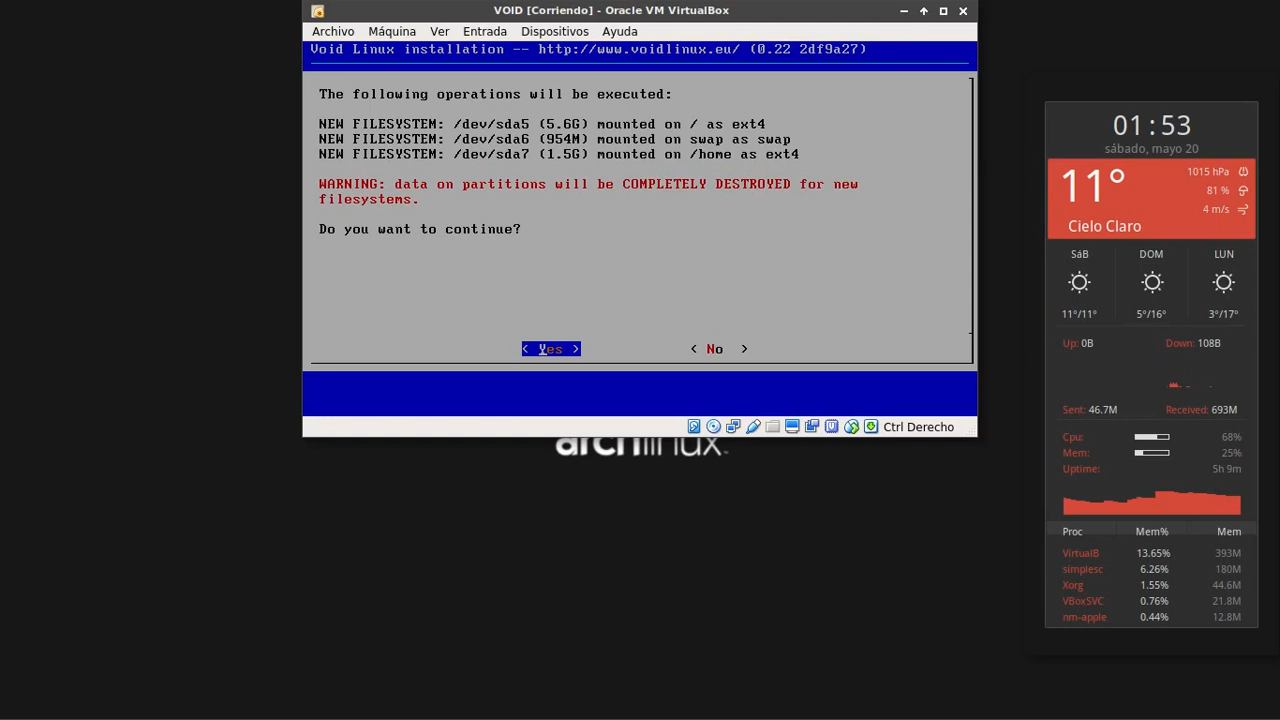 VOID [Corriendo] - Oracle VM VirtualBox
Archivo Máquina Ver Entrada Dispositivos Ayuda
Void Linux installation -- http://www.voidlinux.eu/ (0.22 2df9a27)
The following operations will be executed:
NEW FILESYSTEM: /dev/sda5 (5.6G) mounted on / as ext4
NEW FILESYSTEM: /dev/sda6 (954M) mounted on swap as swap
NEW FILESYSTEM: /dev/sda7 (1.5G) mounted on /home as ext4
WARNING: data on partitions will be COMPLETELY DESTROYED for new
filesystems.
Do you want to continue?
< Yes > < No >
Ctrl Derecho
archlinux™
01:53
sábado, mayo 20
11° 1015 hPa
81 %
4 m/s
Cielo Claro
SáB DOM LUN
11°/11° 5°/16° 3°/17°
Up: 0B Down: 108B
Sent: 46.7M Received: 693M
Cpu: 68%
Mem: 25%
Uptime: 5h 9m
Proc Mem% Mem
VirtualB 13.65% 393M
simplesc 6.26% 180M
Xorg 1.55% 44.6M
VBoxSVC 0.76% 21.8M
nm-apple 0.44% 12.8M